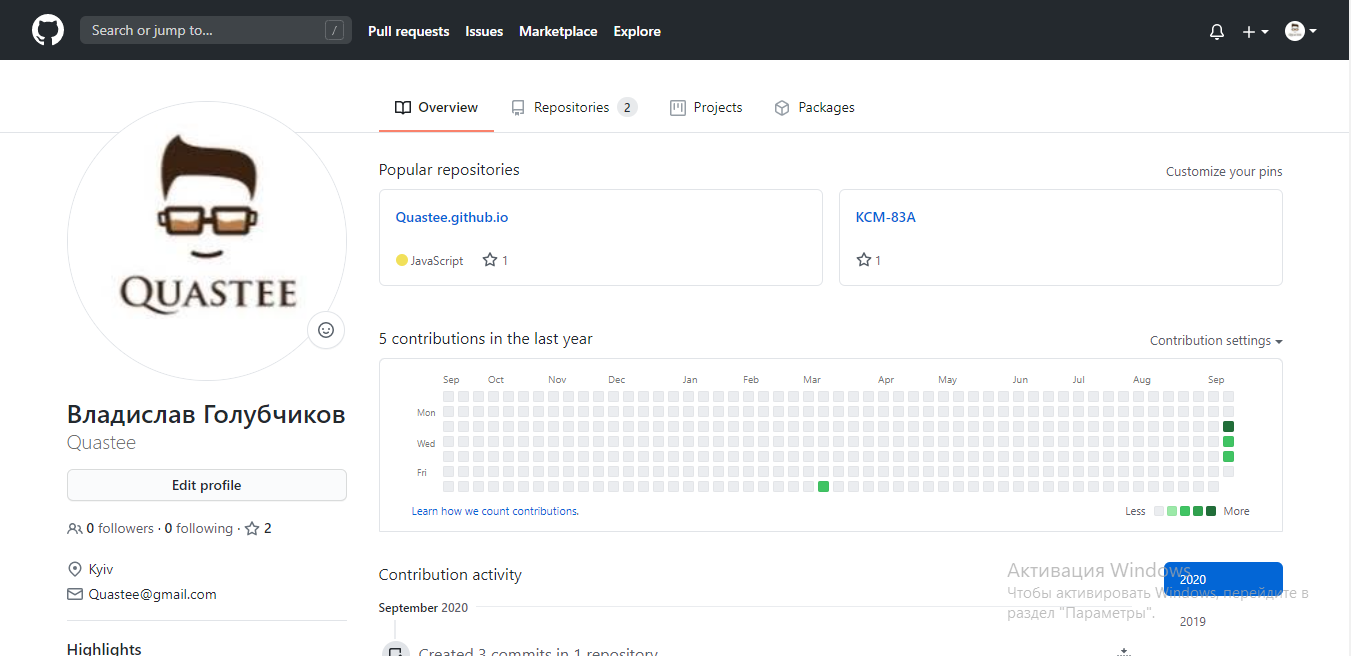 Search or jump to... / Pull requests Issues Marketplace Explore
Overview Repositories 2 Projects Packages
QUASTEE
Владислав Голубчиков
Quastee
Edit profile
0 followers · 0 following · 2
Kyiv
Quastee@gmail.com
Highlights
Popular repositories Customize your pins
Quastee.github.io
JavaScript 1
KCM-83A
1
5 contributions in the last year Contribution settings
Sep Oct Nov Dec Jan Feb Mar Apr May Jun Jul Aug Sep
Mon
Wed
Fri
Learn how we count contributions. Less More
Contribution activity
2020
2019
September 2020
Created 3 commits in 1 repository
Активация Windows
Чтобы активировать Windows, перейдите в
раздел "Параметры".